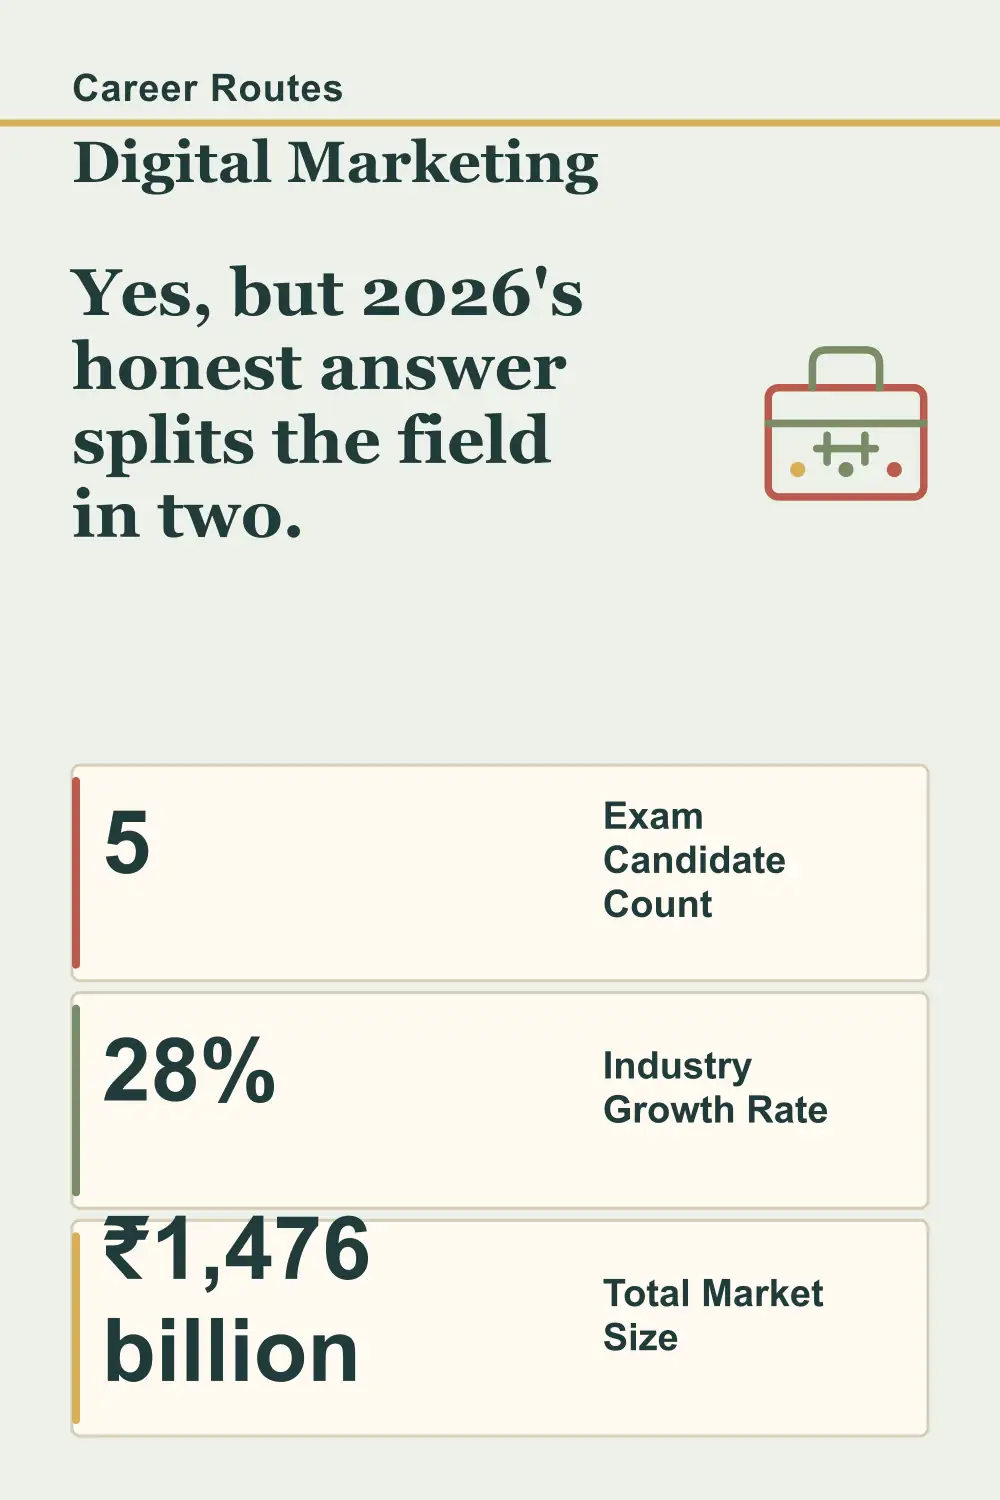 Career Routes
Digital Marketing
Yes, but 2026's
honest answer
splits the field
in two.
5
Exam
Candidate
Count
28%
Industry
Growth Rate
₹1,476
billion
Total Market
Size